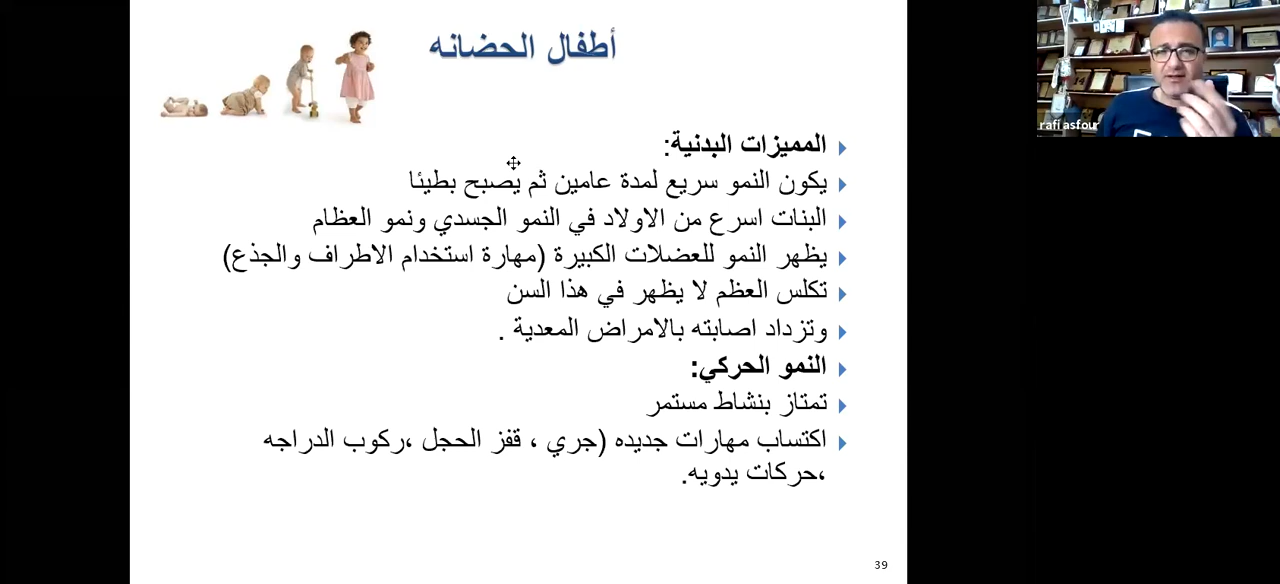 أطفال الحضانه
rafi asfour
المميزات البدنية:
يكون النمو سريع لمدة عامين ثم يصبح بطيئا
البنات اسرع من الاولاد في النمو الجسدي ونمو العظام
يظهر النمو للعضلات الكبيرة (مهارة استخدام الاطراف والجذع)
تكلس العظم لا يظهر في هذا السن
وتزداد اصابته بالامراض المعدية .
النمو الحركي:
تمتاز بنشاط مستمر
اكتساب مهارات جديده (جري ، قفز الحجل ،ركوب الدراجه
،حركات يدويه.
39